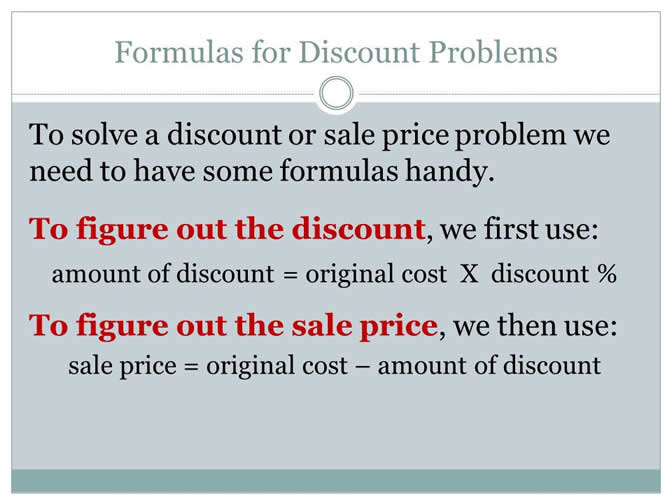 Formulas for Discount Problems
To solve a discount or sale price problem we
need to have some formulas handy.
To figure out the discount, we first use:
amount of discount = original cost X discount %
To figure out the sale price, we then use:
sale price = original cost – amount of discount